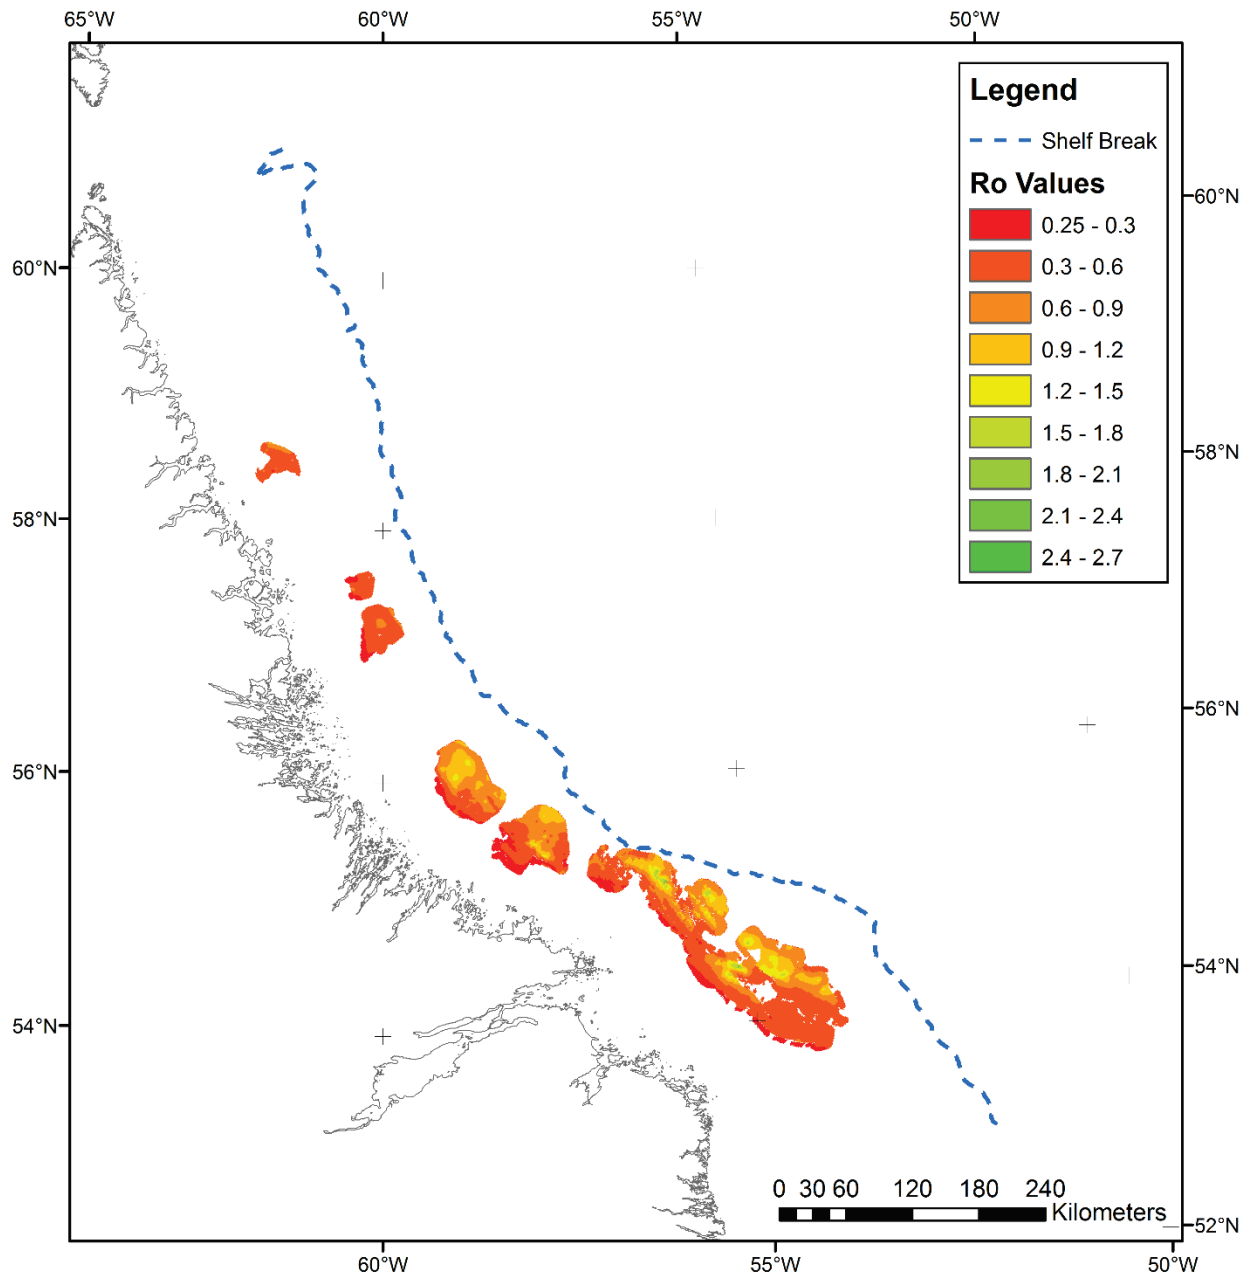 65°W 60°W 55°W 50°W
Legend
Shelf Break
Ro Values
0.25 - 0.3
0.3 - 0.6
0.6 - 0.9
0.9 - 1.2
1.2 - 1.5
1.5 - 1.8
1.8 - 2.1
2.1 - 2.4
2.4 - 2.7
60°N
60°N
58°N
58°N
56°N
56°N
54°N
54°N
0 30 60 120 180 240
Kilometers
52°N
60°W 55°W 50°W